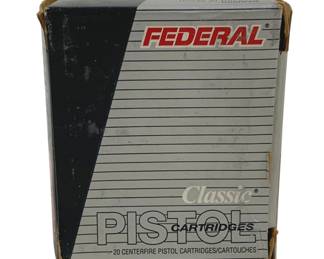 FEDERAL®
Classic®
PISTOL
CARTRIDGES
20 CENTERFIRE PISTOL CARTRIDGES/CARTOUCHES